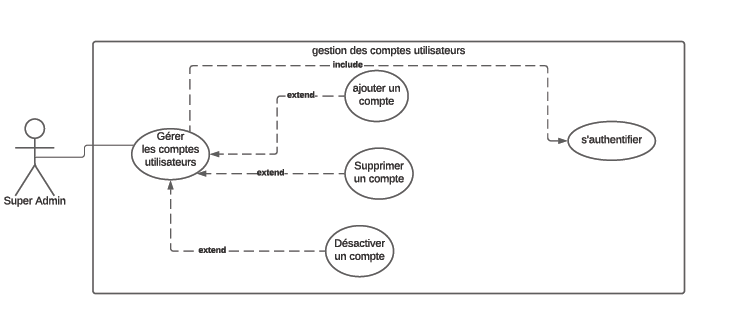 gestion des comptes utilisateurs
include
ajouter un
compte
extend
Gérer
les comptes
utilisateurs
s'authentifier
Supprimer
un compte
extend
Super Admin
Désactiver
un compte
extend